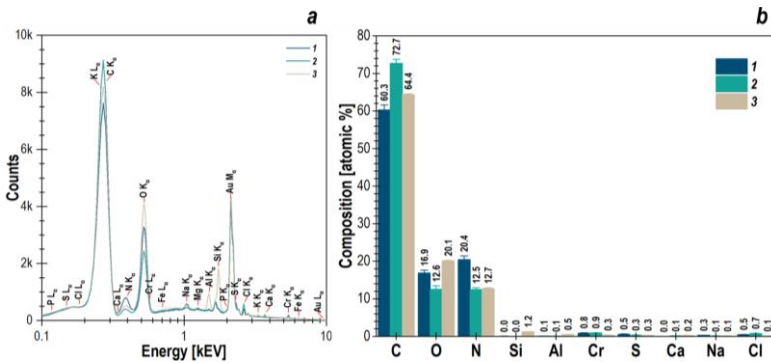 a
b
Counts
10k
8k
6k
4k
2k
0
0.1
1
10
Energy [keV]
K Lα
C Kα
O Kα
Au Mα
P Lα
S Lα
Cl Lα
Ca Lα
N Kα
Cr Lα
Fe Lα
Na Kα
Mg Kα
Al Kα
Si Kα
P Kα
S Kα
Cl Kα
K Kα
Ca Kα
Cr Kα
Fe Kα
Au Lα
1
2
3
Composition [atomic %]
80
70
60
50
40
30
20
10
0
60.3 72.7 64.4
16.9 12.6 20.1
20.4 12.5 12.7
0.0 0.0 1.2
0.1 0.1 0.5
0.8 0.9 0.3
0.5 0.3 0.3
0.0 0.1 0.2
0.3 0.1 0.1
0.5 0.7 0.1
C O N Si Al Cr S Ca Na Cl
1
2
3